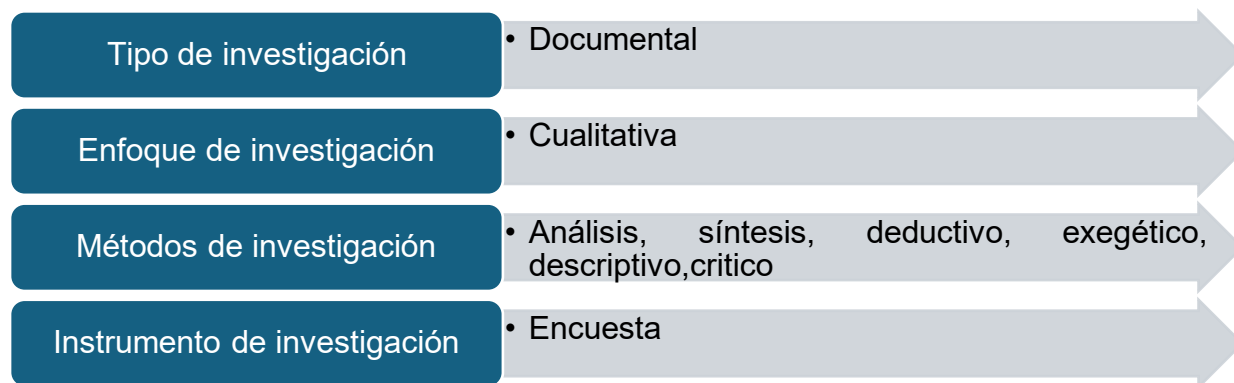 Tipo de investigación
• Documental
Enfoque de investigación
• Cualitativa
Métodos de investigación
• Análisis, síntesis, deductivo, exegético,
descriptivo,critico
Instrumento de investigación
• Encuesta